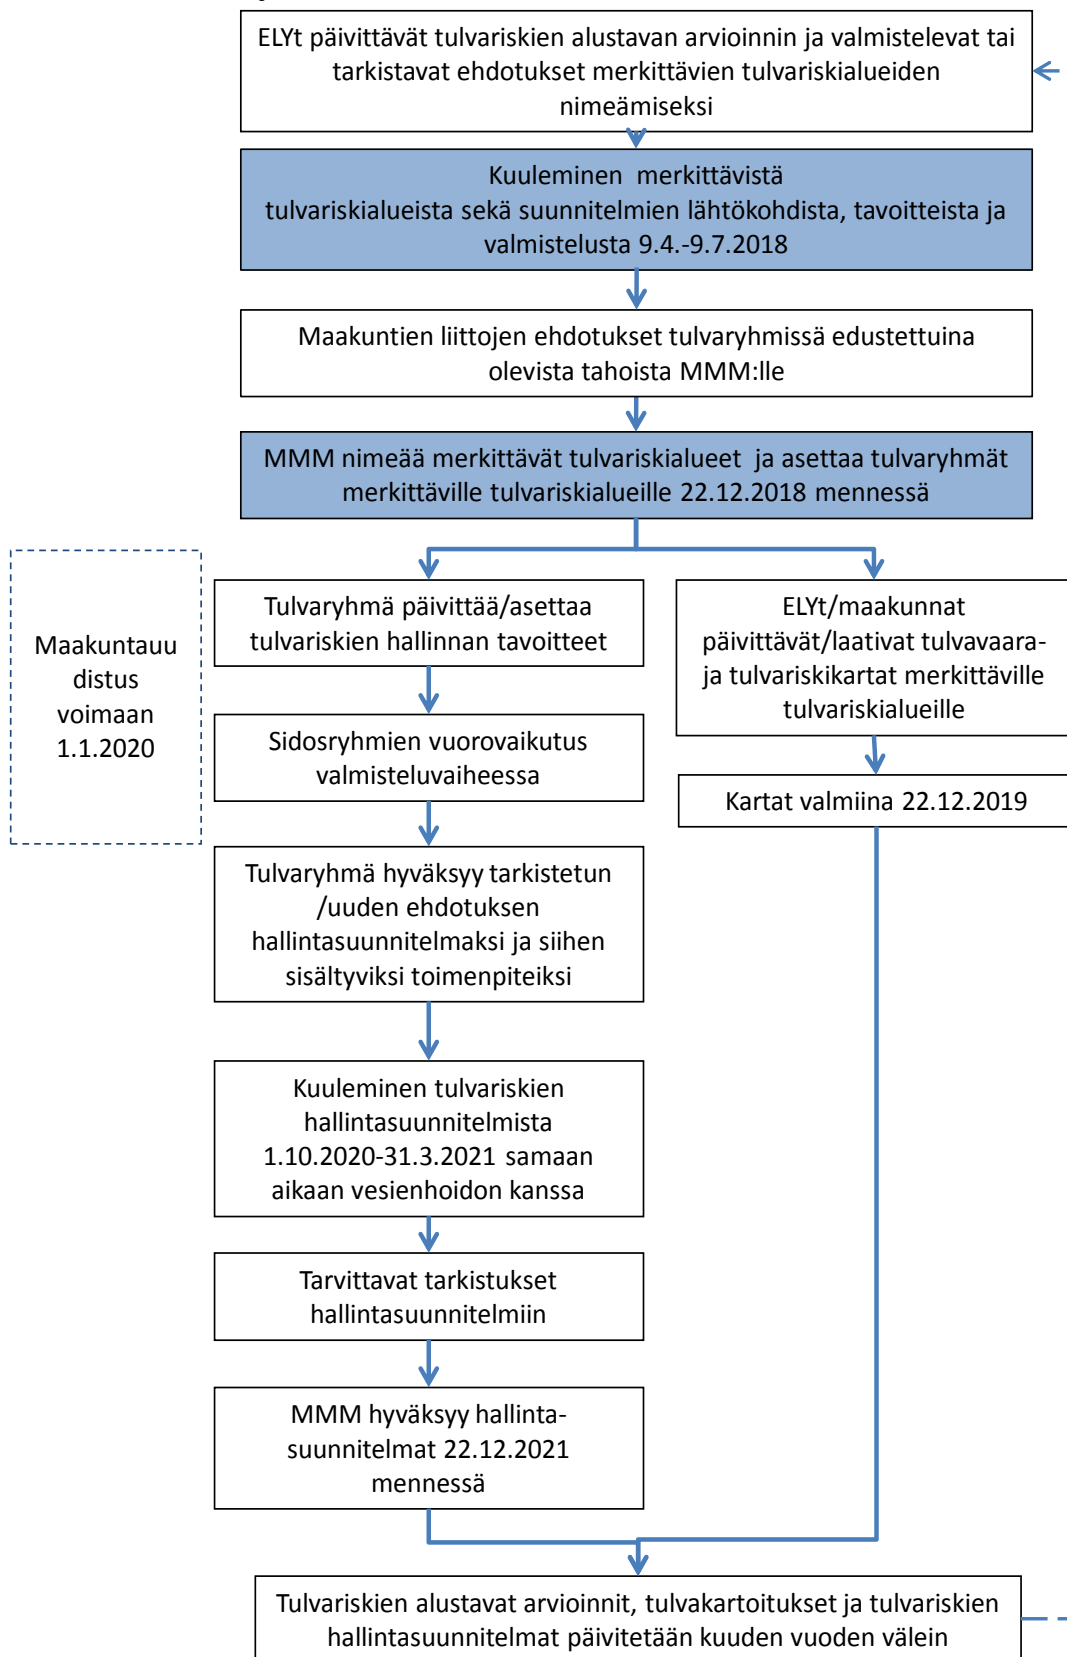 ELYt päivittävät tulvariskien alustavan arvioinnin ja valmistelevat tai
tarkistavat ehdotukset merkittävien tulvariskialueiden
nimeämiseksi
Kuuleminen merkittävistä
tulvariskialueista sekä suunnitelmien lähtökohdista, tavoitteista ja
valmistelusta 9.4.-9.7.2018
Maakuntien liittojen ehdotukset tulvaryhmissä edustettuina
olevista tahoista MMM:lle
MMM nimeää merkittävät tulvariskialueet ja asettaa tulvaryhmät
merkittäville tulvariskialueille 22.12.2018 mennessä
Maakuntauu
distus
voimaan
1.1.2020
Tulvaryhmä päivittää/asettaa
tulvariskien hallinnan tavoitteet
Sidosryhmien vuorovaikutus
valmisteluvaiheessa
Tulvaryhmä hyväksyy tarkistetun
/uuden ehdotuksen
hallintasuunnitelmaksi ja siihen
sisältyviksi toimenpiteiksi
Kuuleminen tulvariskien
hallintasuunnitelmista
1.10.2020-31.3.2021 samaan
aikaan vesienhoidon kanssa
Tarvittavat tarkistukset
hallintasuunnitelmiin
MMM hyväksyy hallinta-
suunnitelmat 22.12.2021
mennessä
ELYt/maakunnat
päivittävät/laativat tulvavaara-
ja tulvariskikartat merkittäville
tulvariskialueille
Kartat valmiina 22.12.2019
Tulvariskien alustavat arvioinnit, tulvakartoitukset ja tulvariskien
hallintasuunnitelmat päivitetään kuuden vuoden välein